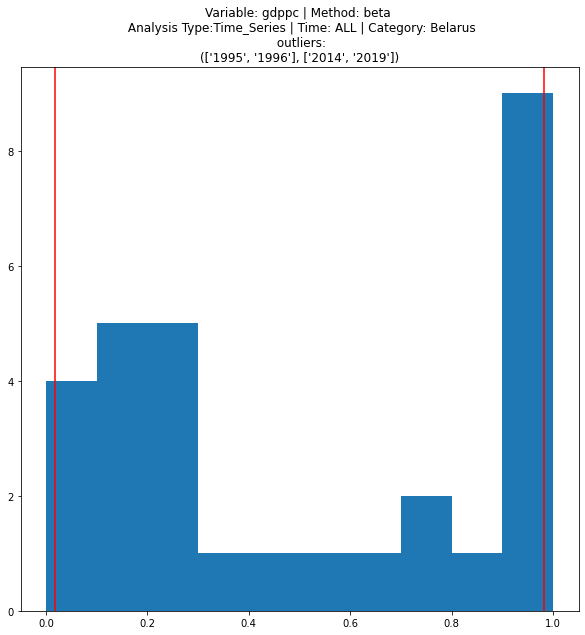 Variable: gdppc | Method: beta
Analysis Type:Time_Series | Time: ALL | Category: Belarus
outliers:
(['1995', '1996'], ['2014', '2019'])
8
6
4
2
0
0.0 0.2 0.4 0.6 0.8 1.0